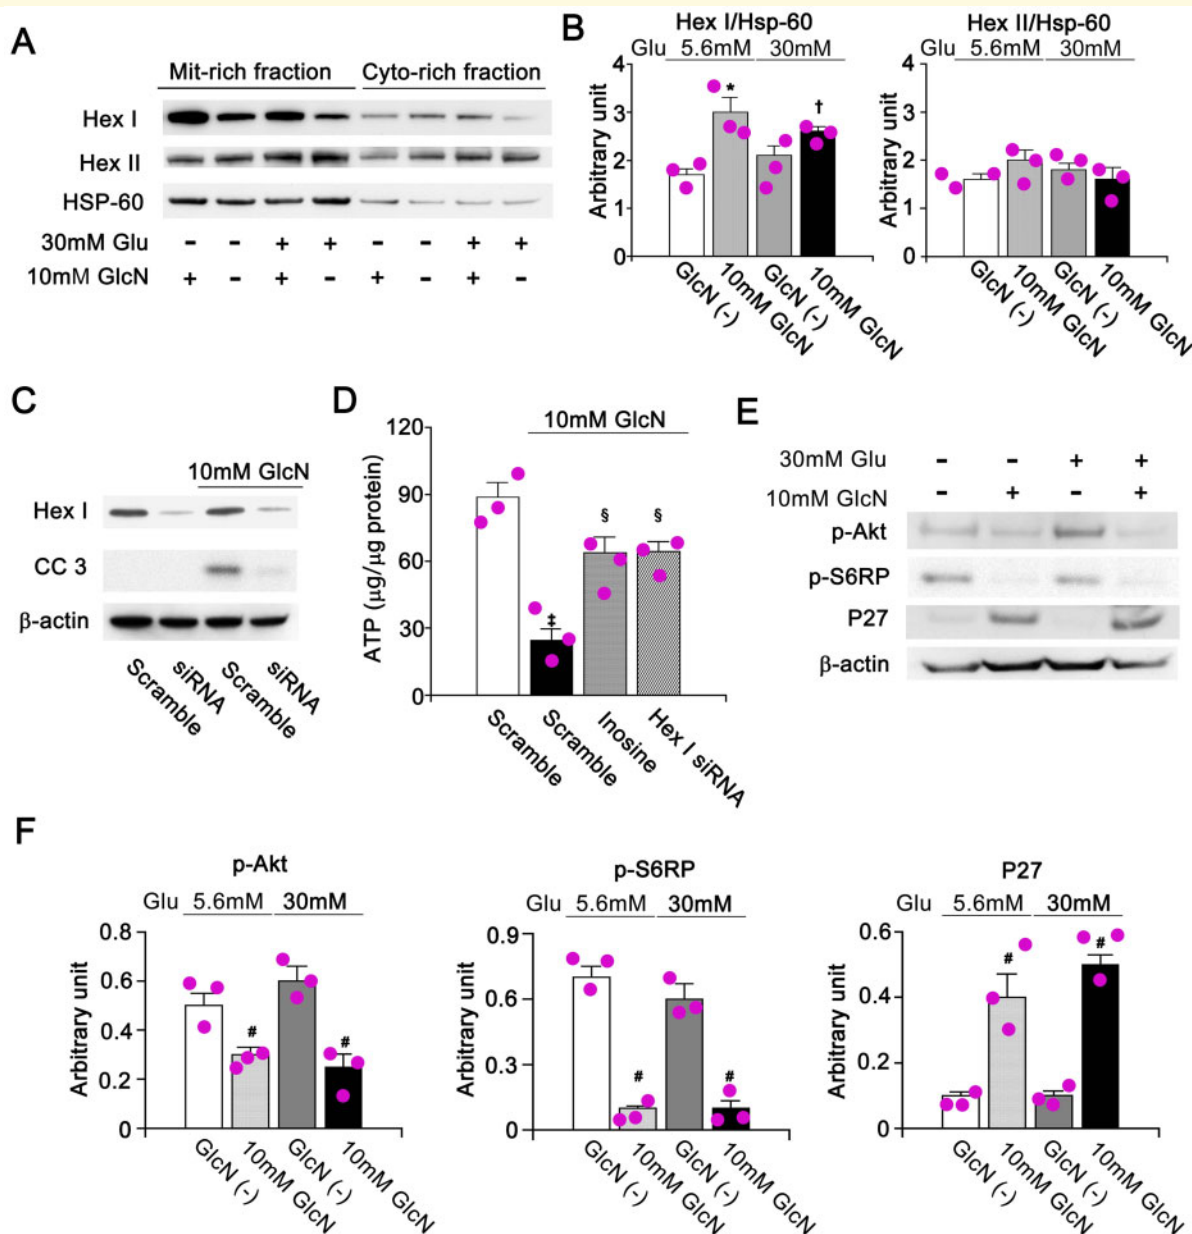 A
Mit-rich fraction Cyto-rich fraction
Hex I
Hex II
HSP-60
30mM Glu - - + + - - + +
10mM GlcN + - + - + - + -
B
Hex I/Hsp-60
Glu 5.6mM 30mM
Arbitrary unit
4
3
2
1
0
*
†
GlcN (-)
10mM GlcN
GlcN (-)
10mM GlcN
Hex II/Hsp-60
5.6mM 30mM
Arbitrary unit
4
3
2
1
0
GlcN (-)
10mM GlcN
GlcN (-)
10mM GlcN
C
10mM GlcN
Hex I
CC 3
β-actin
Scramble
siRNA
Scramble
siRNA
D
10mM GlcN
ATP (µg/µg protein)
120
90
60
30
0
‡
§
§
Scramble
Scramble
Inosine
Hex I siRNA
E
30mM Glu - - + +
10mM GlcN - + - +
p-Akt
p-S6RP
P27
β-actin
F
p-Akt
Glu 5.6mM 30mM
Arbitrary unit
0.8
0.6
0.4
0.2
0
#
#
GlcN (-)
10mM GlcN
GlcN (-)
10mM GlcN
p-S6RP
Glu 5.6mM 30mM
Arbitrary unit
0.9
0.6
0.3
0
#
#
GlcN (-)
10mM GlcN
GlcN (-)
10mM GlcN
P27
Glu 5.6mM 30mM
Arbitrary unit
0.6
0.4
0.2
0
#
#
GlcN (-)
10mM GlcN
GlcN (-)
10mM GlcN